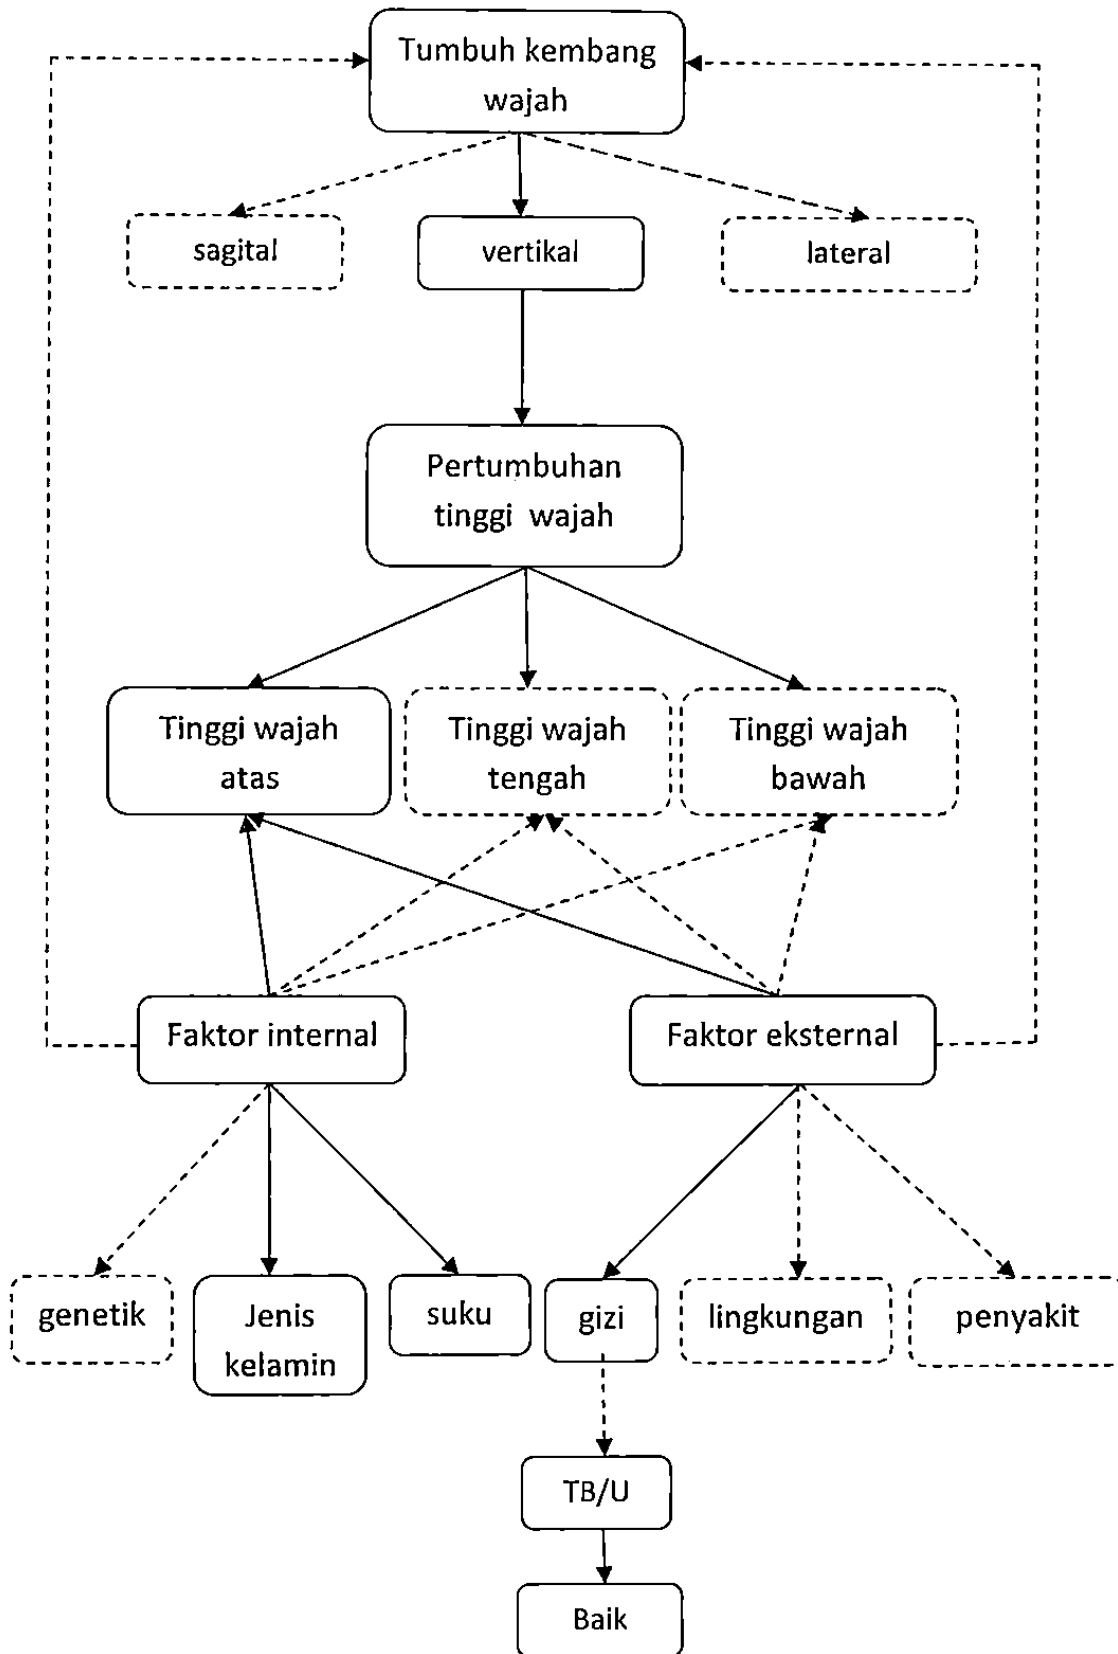 Tumbuh kembang
wajah
sagital
vertikal
lateral
Pertumbuhan
tinggi wajah
Tinggi wajah
atas
Tinggi wajah
tengah
Tinggi wajah
bawah
Faktor internal
Faktor eksternal
genetik
Jenis
kelamin
suku
gizi
lingkungan
penyakit
TB/U
Baik